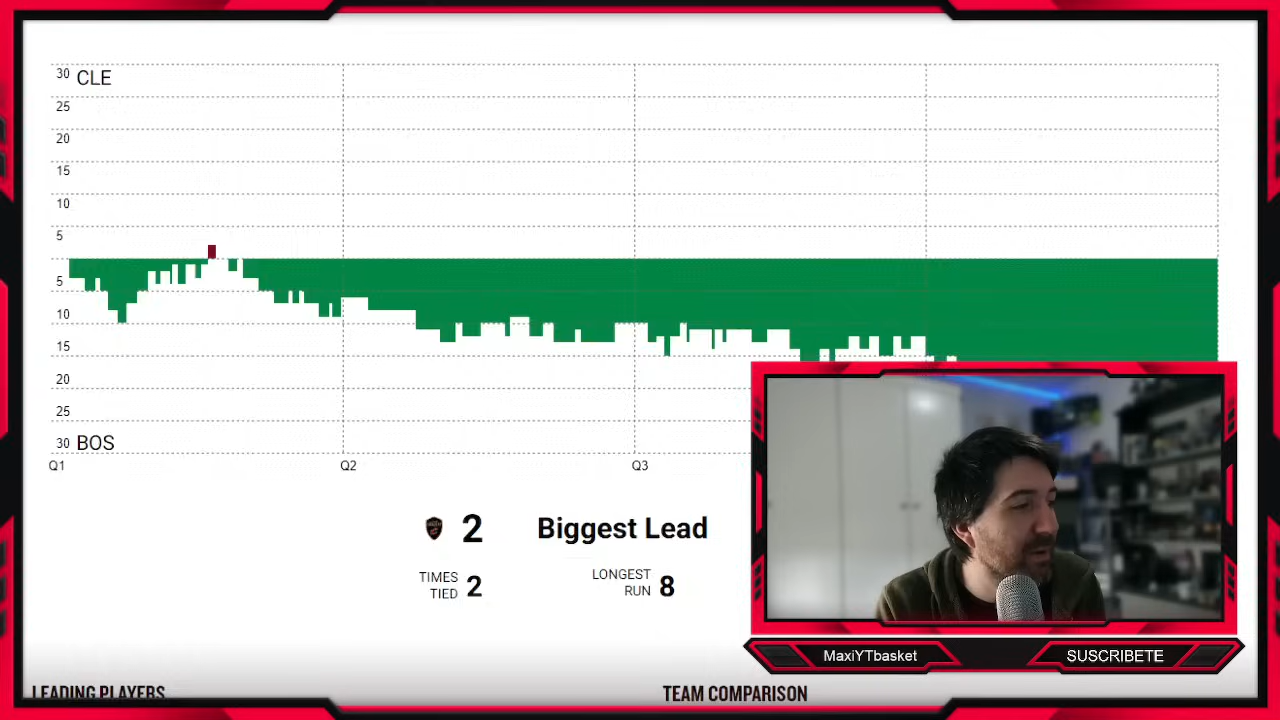 30 CLE
25
20
15
10
5
5
10
15
20
25
30 BOS
Q1 Q2 Q3
2 Biggest Lead
TIMES TIED 2
LONGEST RUN 8
MaxiYTbasket SUSCRIBETE
LEADING PLAYERS TEAM COMPARISON